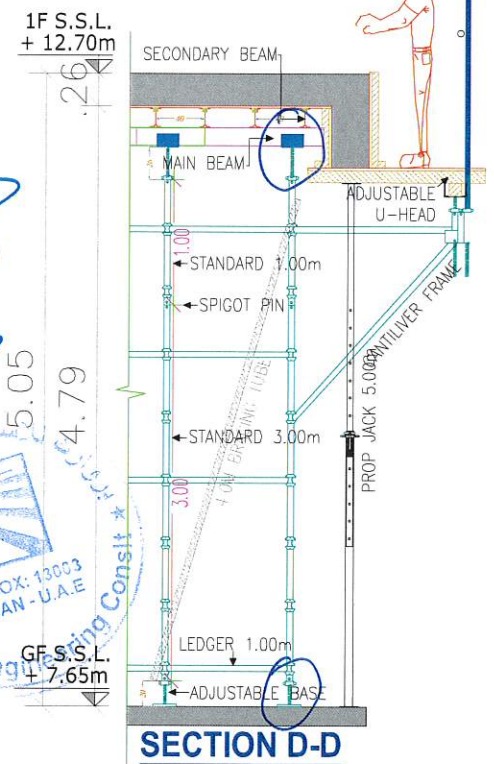 1F S.S.L.
+ 12.70m
.26
SECONDARY BEAM
MAIN BEAM
ADJUSTABLE
U-HEAD
1.00
STANDARD 1.00m
SPIGOT PIN
CANTILIVER FRAME
5.05
4.79
BRACING TUBE
PROP JACK 5.00m
STANDARD 3.00m
3.00
OX: 13003
AN - U.A.E
gineering Conslt
GF S.S.L.
+ 7.65m
LEDGER 1.00m
ADJUSTABLE BASE
SECTION D-D